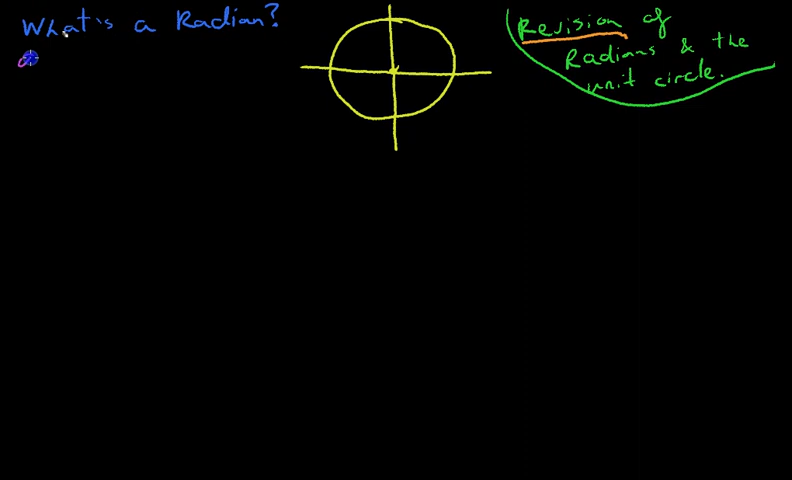 What is a Radian?
Revision of
Radians & the
unit circle.